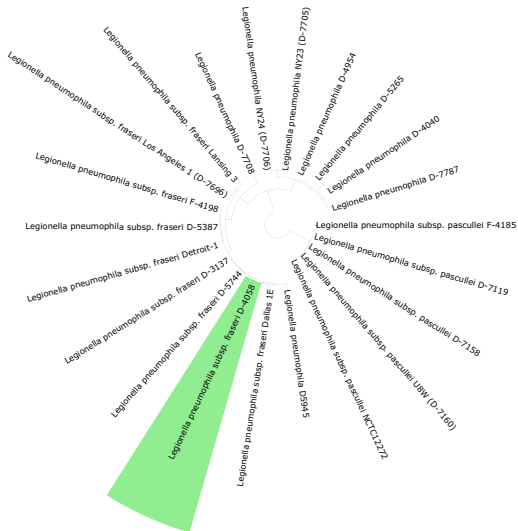 Legionella pneumophila subsp. pascullei F-4185
Legionella pneumophila D-7787
Legionella pneumophila D-4040
Legionella pneumophila D-5265
Legionella pneumophila D-4954
Legionella pneumophila NY23 (D-7705)
Legionella pneumophila NY24 (D-7706)
Legionella pneumophila D-7708
Legionella pneumophila subsp. fraseri Lansing 3
Legionella pneumophila subsp. fraseri Los Angeles 1 (D-7696)
Legionella pneumophila subsp. fraseri F-4198
Legionella pneumophila subsp. fraseri D-5387
Legionella pneumophila subsp. fraseri Detroit-1
Legionella pneumophila subsp. fraseri D-3137
Legionella pneumophila subsp. fraseri D-5744
Legionella pneumophila subsp. fraseri D-4058
Legionella pneumophila subsp. fraseri Dallas 1E
Legionella pneumophila D5945
Legionella pneumophila subsp. pascullei NCTC12272
Legionella pneumophila subsp. pascullei U8W (D-7160)
Legionella pneumophila subsp. pascullei D-7158
Legionella pneumophila subsp. pascullei D-7119